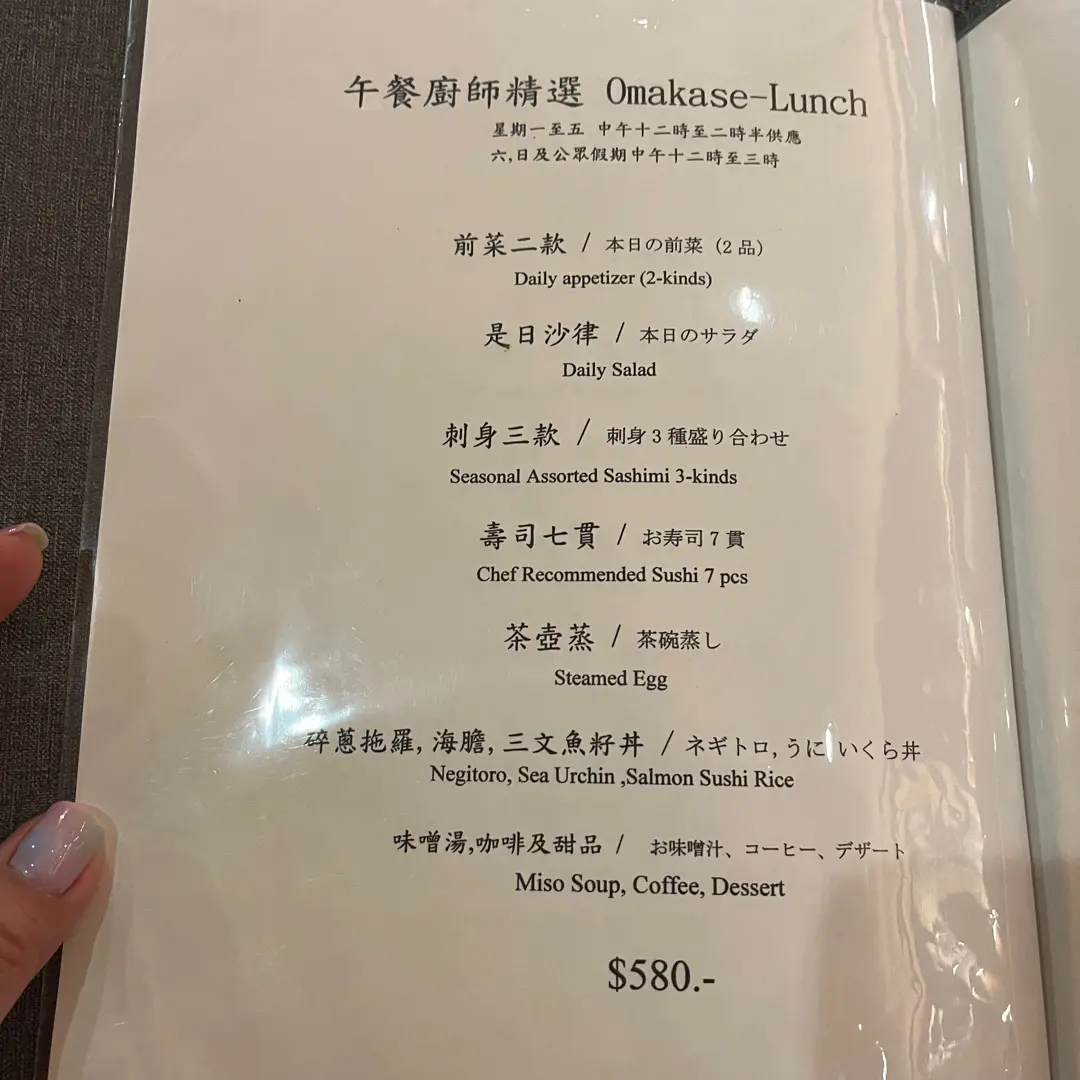 午餐廚師精選 Omakase-Lunch
星期一至五 中午十二時至二時半供應
六,日及公眾假期中午十二時至三時
前菜二款 / 本日の前菜（2 品）
Daily appetizer (2-kinds)
是日沙律 / 本日のサラダ
Daily Salad
刺身三款 / 刺身 3 種盛り合わせ
Seasonal Assorted Sashimi 3-kinds
壽司七貫 / お寿司 7 貫
Chef Recommended Sushi 7 pcs
茶壺蒸 / 茶碗蒸し
Steamed Egg
碎蔥拖羅, 海膽, 三文魚籽丼 / ネギトロ, うに いくら丼
Negitoro, Sea Urchin ,Salmon Sushi Rice
味噌湯,咖啡及甜品 / お味噌汁、コーヒー、デザート
Miso Soup, Coffee, Dessert
$580.-